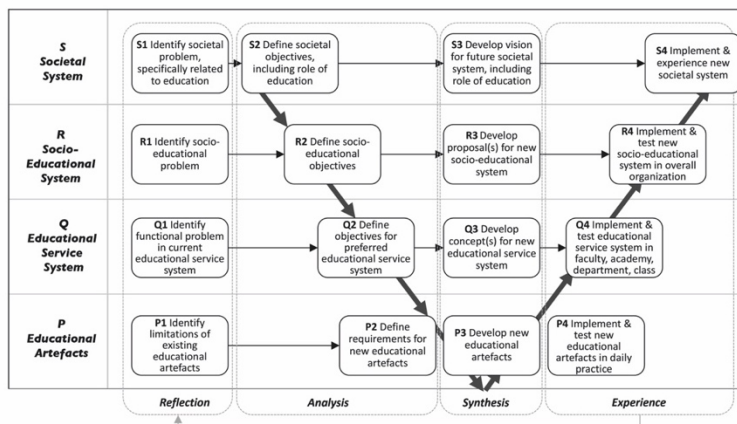 S
Societal
System
S1 Identify societal
problem,
specifically related
to education
S2 Define societal
objectives,
including role of
education
S3 Develop vision
for future societal
system, including
role of education
S4 Implement &
experience new
societal system
R
Socio-
Educational
System
R1 Identify socio-
educational
problem
R2 Define socio-
educational
objectives
R3 Develop
proposal(s) for new
socio-educational
system
R4 Implement &
test new
socio-educational
system in overall
organization
Q
Educational
Service
System
Q1 Identify
functional problem
in current
educational service
system
Q2 Define
objectives for
preferred
educational service
system
Q3 Develop
concept(s) for new
educational service
system
Q4 Implement &
test educational
service system in
faculty, academy,
department, class
P
Educational
Artefacts
P1 Identify
limitations of
existing
educational
artefacts
P2 Define
requirements for
new educational
artefacts
P3 Develop new
educational
artefacts
P4 Implement &
test new
educational
artefacts in daily
practice
Reflection
Analysis
Synthesis
Experience